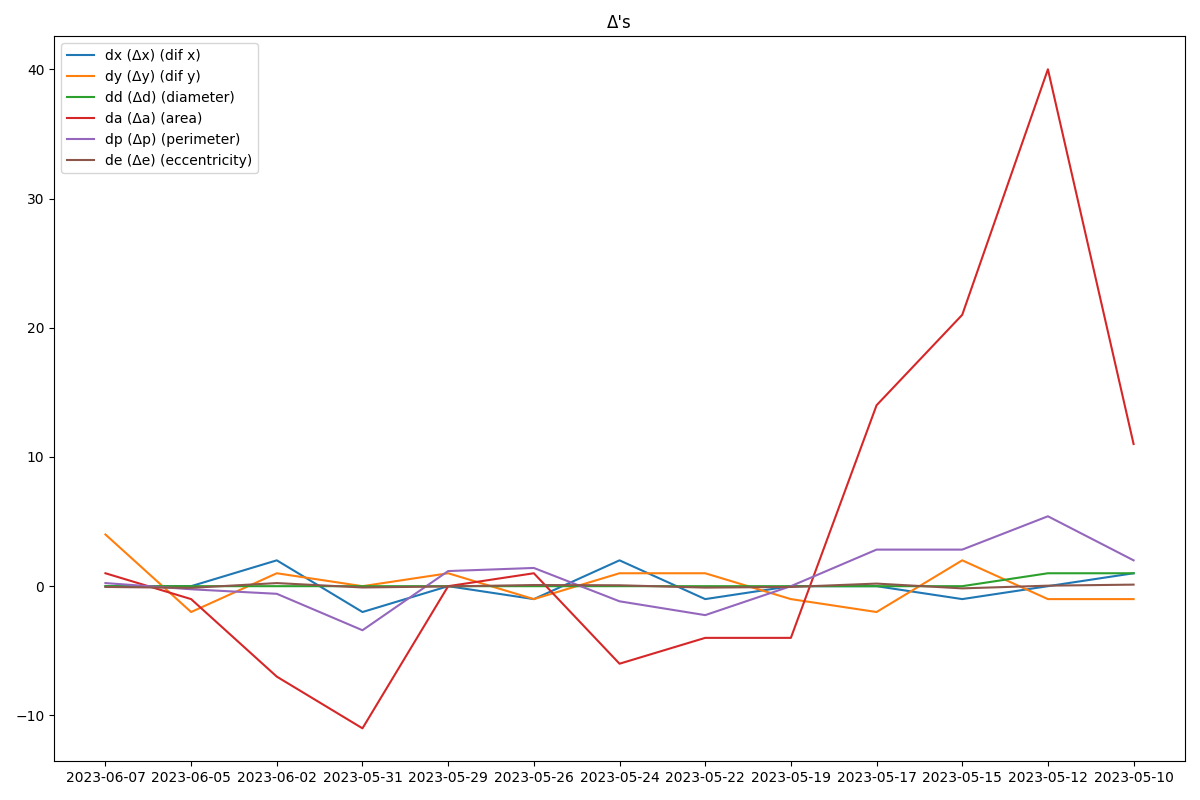 Δ's
dx (Δx) (dif x)
dy (Δy) (dif y)
dd (Δd) (diameter)
da (Δa) (area)
dp (Δp) (perimeter)
de (Δe) (eccentricity)
40
30
20
10
0
−10
2023-06-07 2023-06-05 2023-06-02 2023-05-31 2023-05-29 2023-05-26 2023-05-24 2023-05-22 2023-05-19 2023-05-17 2023-05-15 2023-05-12 2023-05-10